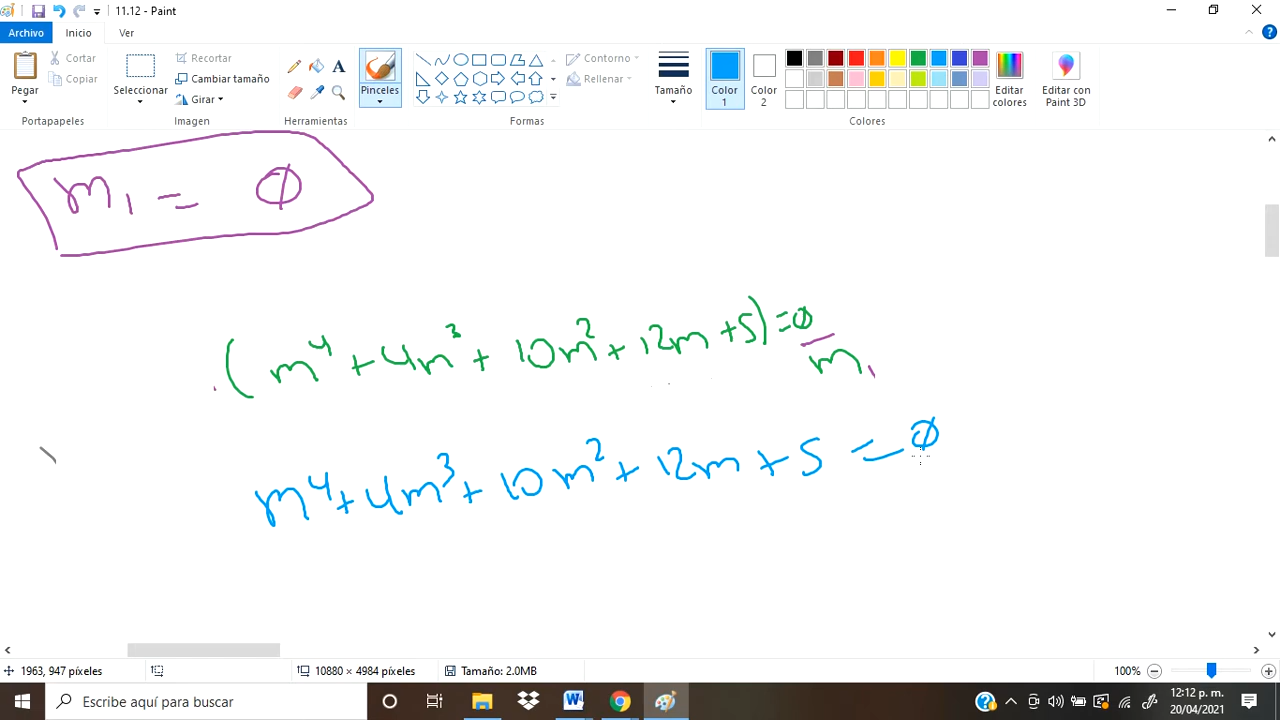 11.12 - Paint
Archivo Inicio Ver
Pegar
Cortar
Copiar
Portapapeles
Seleccionar
Recortar
Cambiar tamaño
Girar
Imagen
A
Herramientas
Pinceles
Contorno
Rellenar
Formas
Tamaño
Color 1
Color 2
Editar colores
Editar con Paint 3D
Colores
m₁ = 0
(m⁴ + 4m³ + 10m² + 12m + 5) = 0/m₁
m⁴ + 4m³ + 10m² + 12m + 5 = 0
1963, 947 píxeles 10880 × 4984 píxeles Tamaño: 2.0MB 100%
Escribe aquí para buscar
12:12 p. m.
20/04/2021